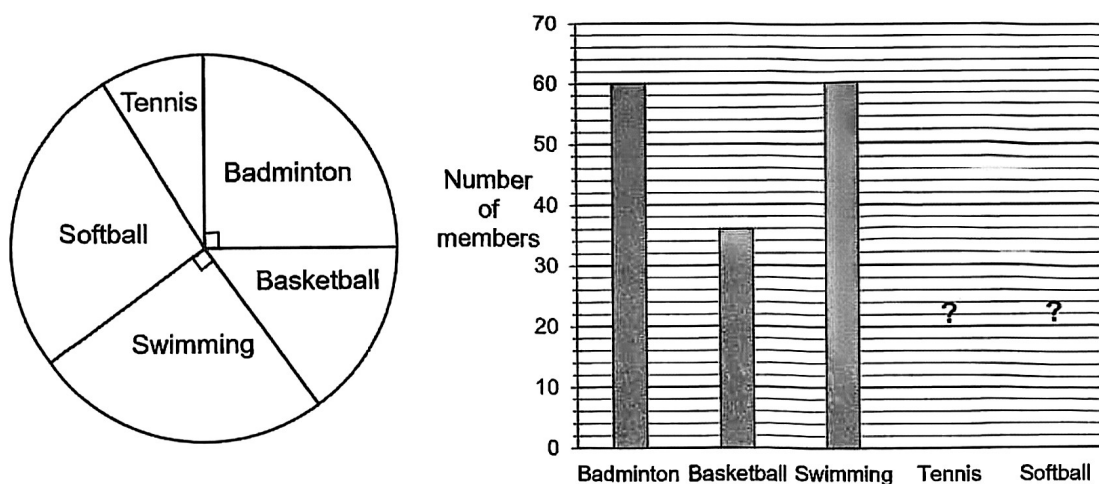 Tennis
Badminton
Softball
Basketball
Swimming
70
60
50
40
30
20
10
0
Number
of
members
? ?
Badminton Basketball Swimming Tennis Softball